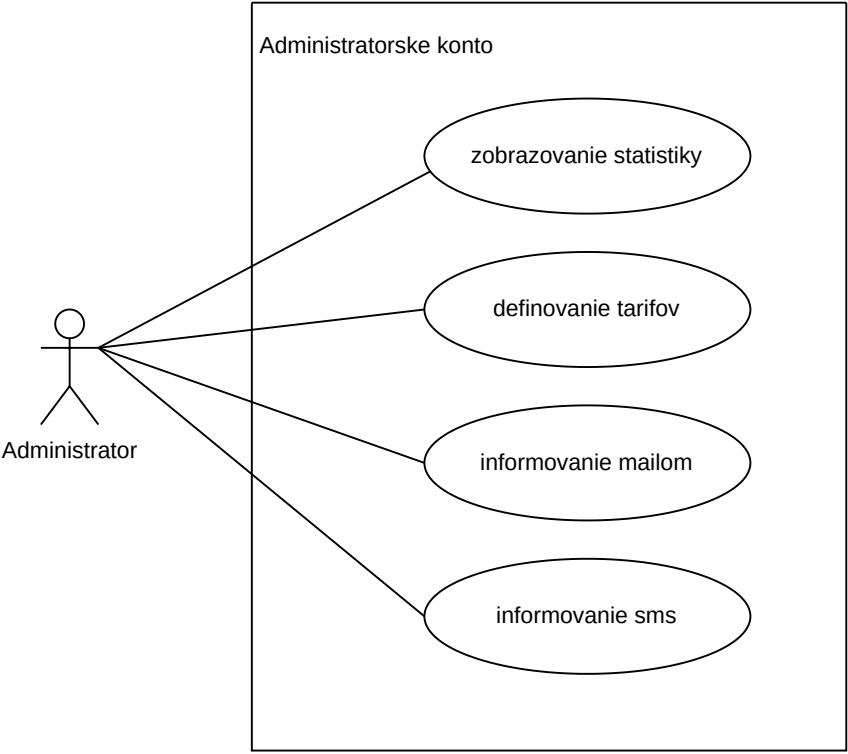 Administratorske konto
zobrazovanie statistiky
definovanie tarifov
informovanie mailom
Administrator
informovanie sms